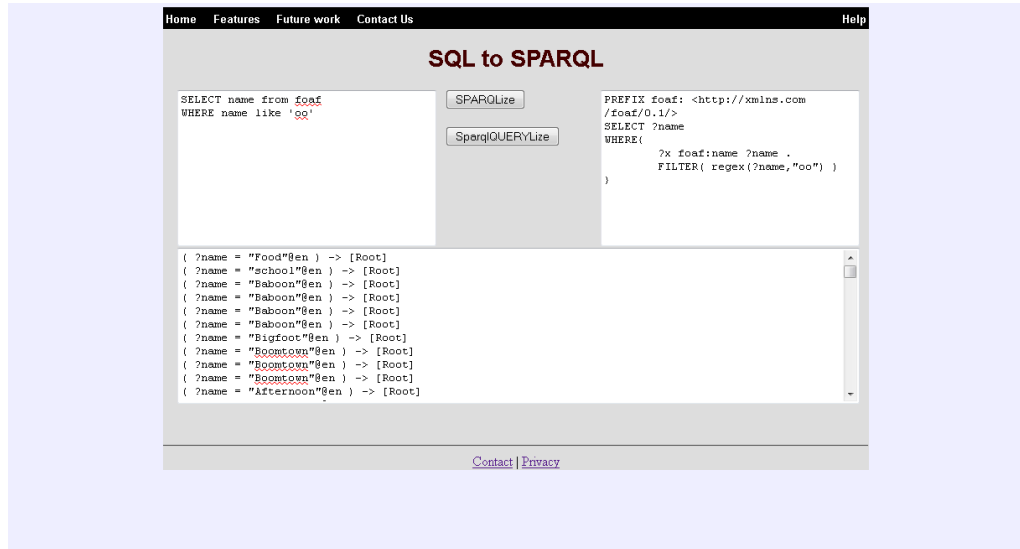 Home Features Future work Contact Us Help
SQL to SPARQL
SELECT name from foaf
WHERE name like 'oo'
SPARQLize
SparqlQUERYLize
PREFIX foaf: <http://xmlns.com
/foaf/0.1/>
SELECT ?name
WHERE(
?x foaf:name ?name .
FILTER( regex(?name,"oo") )
)
( ?name = "Food"@en ) -> [Root]
( ?name = "school"@en ) -> [Root]
( ?name = "Baboon"@en ) -> [Root]
( ?name = "Baboon"@en ) -> [Root]
( ?name = "Baboon"@en ) -> [Root]
( ?name = "Baboon"@en ) -> [Root]
( ?name = "Bigfoot"@en ) -> [Root]
( ?name = "Boomtown"@en ) -> [Root]
( ?name = "Boomtown"@en ) -> [Root]
( ?name = "Boomtown"@en ) -> [Root]
( ?name = "Afternoon"@en ) -> [Root]
Contact | Privacy